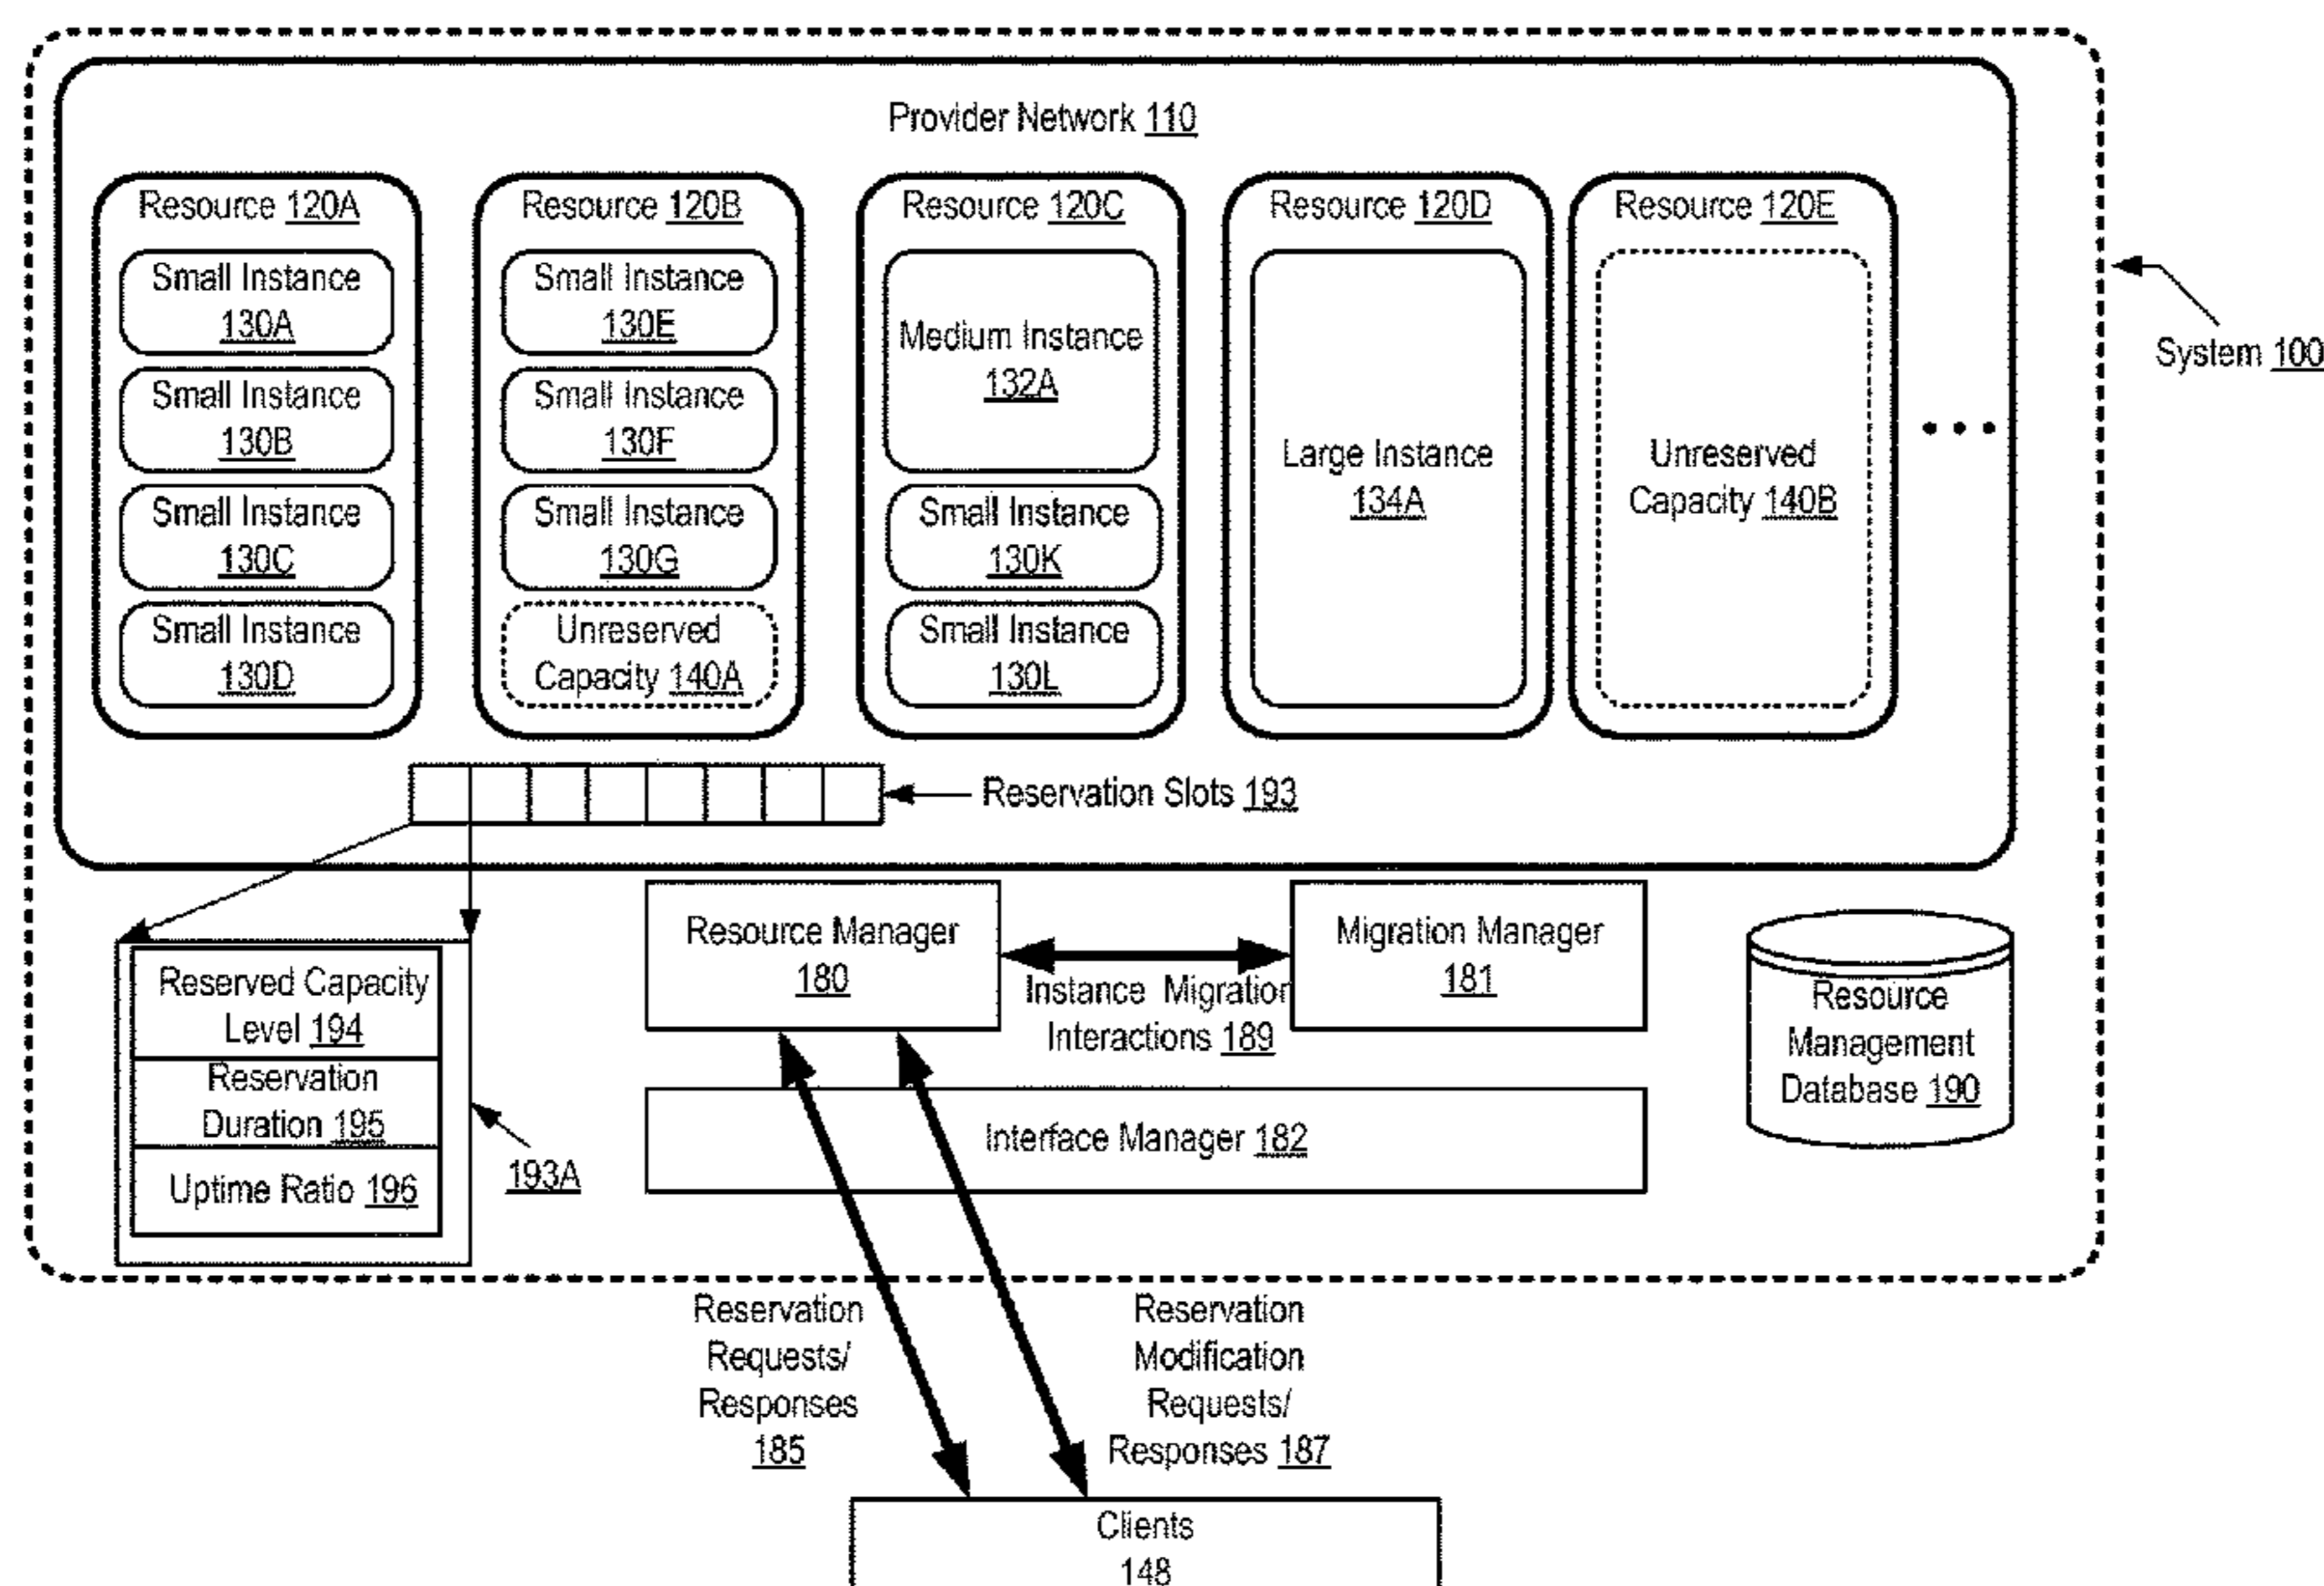 Provider Network 110
Resource 120A
Small Instance
130A
Small Instance
130B
Small Instance
130C
Small Instance
130D
Resource 120B
Small Instance
130E
Small Instance
130F
Small Instance
130G
Unreserved
Capacity 140A
Resource 120C
Medium Instance
132A
Small Instance
130K
Small Instance
130L
Resource 120D
Large Instance
134A
Resource 120E
Unreserved
Capacity 140B
...
System 100
Reservation Slots 193
Reserved Capacity
Level 194
Reservation
Duration 195
Uptime Ratio 196
193A
Resource Manager
180
Instance Migration
Interactions 189
Migration Manager
181
Interface Manager 182
Resource
Management
Database 190
Reservation
Requests/
Responses
185
Reservation
Modification
Requests/
Responses 187
Clients
148